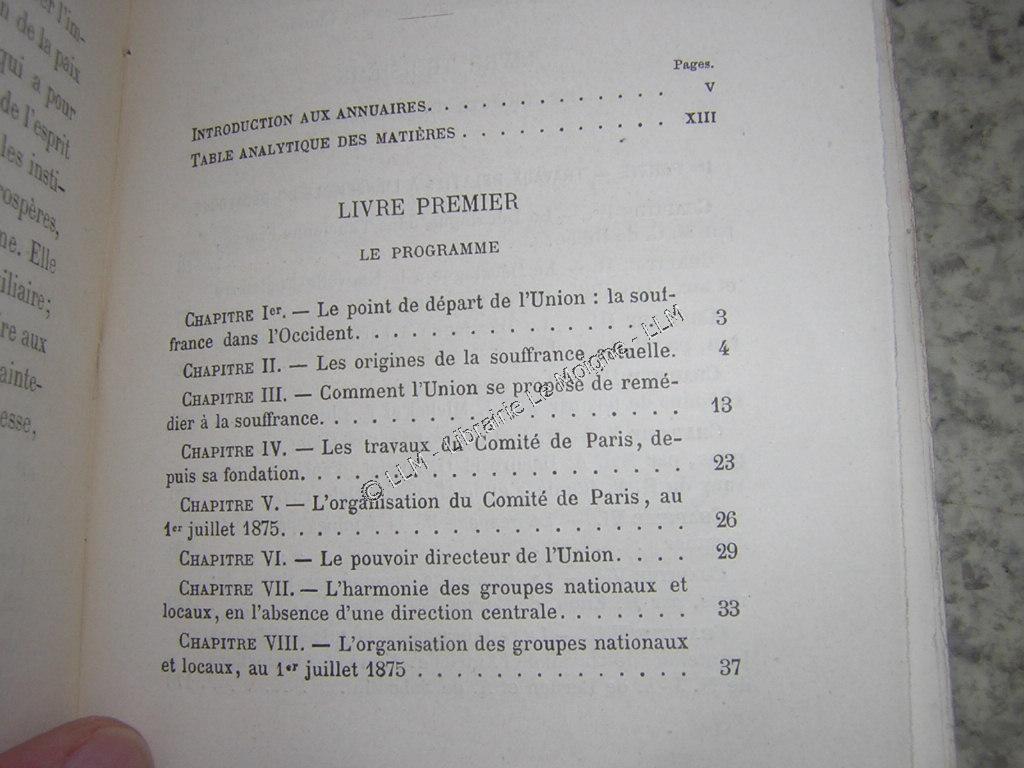 er l'im-
n de la paix
qui a pour
de l'esprit
les insti-
rospères,
ne. Elle
iliaire;
re aux
ainte-
esse,
Pages.
INTRODUCTION AUX ANNUAIRES. . . . . . . . . . . . . V
TABLE ANALYTIQUE DES MATIÈRES . . . . . . . . . . . XIII
LIVRE PREMIER
LE PROGRAMME
CHAPITRE Ier. — Le point de départ de l'Union : la souf-
france dans l'Occident. . . . . . . . . . . . . . . . 3
CHAPITRE II. — Les origines de la souffrance actuelle. 4
CHAPITRE III. — Comment l'Union se propose de remé-
dier à la souffrance. . . . . . . . . . . . . . . . . 13
CHAPITRE IV. — Les travaux du Comité de Paris, de-
puis sa fondation. . . . . . . . . . . . . . . . . . 23
CHAPITRE V. — L'organisation du Comité de Paris, au
1er juillet 1875. . . . . . . . . . . . . . . . . . . 26
CHAPITRE VI. — Le pouvoir directeur de l'Union. . . . 29
CHAPITRE VII. — L'harmonie des groupes nationaux et
locaux, en l'absence d'une direction centrale. . . . . . . 33
CHAPITRE VIII. — L'organisation des groupes nationaux
et locaux, au 1er juillet 1875 . . . . . . . . . . . . . 37
© LLM - Librairie Le Moigne - LLM